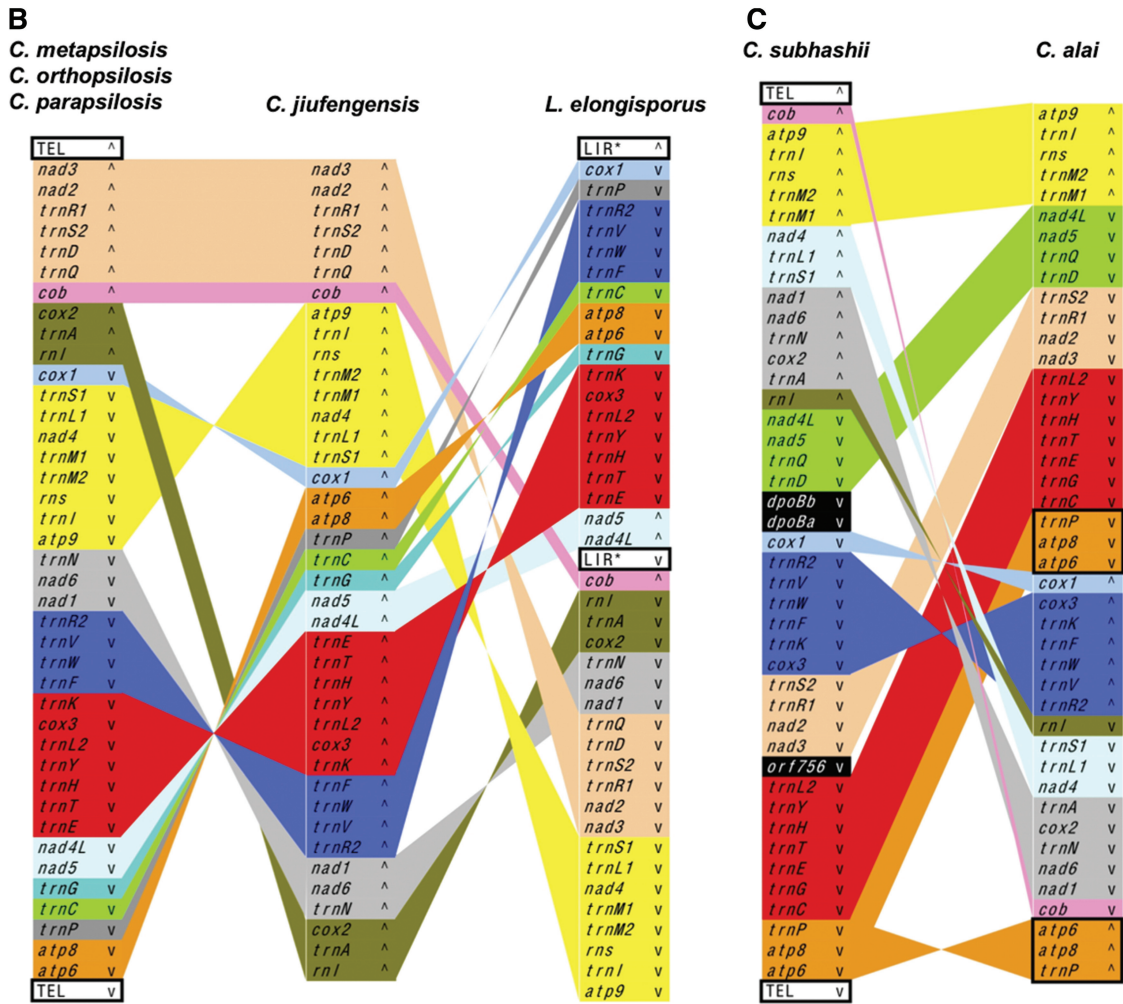 B
C. metapsilosis
C. orthopsilosis
C. parapsilosis
TEL ^
nad3 ^
nad2 ^
trnR1 ^
trnS2 ^
trnD ^
trnQ ^
cob ^
cox2 ^
trnA ^
rnl ^
cox1 v
trnS1 v
trnL1 v
nad4 v
trnM1 v
trnM2 v
rns v
trnI v
atp9 v
trnN v
nad6 v
nad1 v
trnR2 v
trnV v
trnW v
trnF v
trnK v
cox3 v
trnL2 v
trnY v
trnH v
trnT v
trnE v
nad4L v
nad5 v
trnG v
trnC v
trnP v
atp8 v
atp6 v
TEL v
C. jiufengensis
nad3 ^
nad2 ^
trnR1 ^
trnS2 ^
trnD ^
trnQ ^
cob ^
atp9 ^
trnI ^
rns ^
trnM2 ^
trnM1 ^
nad4 ^
trnL1 ^
trnS1 ^
cox1 ^
atp6 ^
atp8 ^
trnP ^
trnC ^
trnG ^
nad5 ^
nad4L ^
trnE ^
trnT ^
trnH ^
trnY ^
trnL2 ^
cox3 ^
trnK ^
trnF ^
trnW ^
trnV ^
trnR2 ^
nad1 ^
nad6 ^
trnN ^
cox2 ^
trnA ^
rnl ^
L. elongisporus
LIR* ^
cox1 v
trnP v
trnR2 v
trnV v
trnW v
trnF v
trnC v
atp8 v
atp6 v
trnG v
trnK v
cox3 v
trnL2 v
trnY v
trnH v
trnT v
trnE v
nad5 ^
nad4L ^
LIR* v
cob ^
rnl v
trnA v
cox2 v
trnN v
nad6 v
nad1 v
trnQ v
trnD v
trnS2 v
trnR1 v
nad2 v
nad3 v
trnS1 v
trnL1 v
nad4 v
trnM1 v
trnM2 v
rns v
trnI v
atp9 v
C
C. subhashii
TEL ^
cob ^
atp9 ^
trnI ^
rns ^
trnM2 ^
trnM1 ^
nad4 ^
trnL1 ^
trnS1 ^
nad1 ^
nad6 ^
trnN ^
cox2 ^
trnA ^
rnl ^
nad4L v
nad5 v
trnQ v
trnD v
dpoBb v
dpoBa v
cox1 v
trnR2 v
trnV v
trnW v
trnF v
trnK v
cox3 v
trnS2 v
trnR1 v
nad2 v
nad3 v
orf756 v
trnL2 v
trnY v
trnH v
trnT v
trnE v
trnG v
trnC v
trnP v
atp8 v
atp6 v
TEL v
C. alai
atp9 ^
trnI ^
rns ^
trnM2 ^
trnM1 ^
nad4L v
nad5 v
trnQ v
trnD v
trnS2 v
trnR1 v
nad2 v
nad3 v
trnL2 v
trnY v
trnH v
trnT v
trnE v
trnG v
trnC v
trnP v
atp8 v
atp6 v
cox1 ^
cox3 ^
trnK ^
trnF ^
trnW ^
trnV ^
trnR2 ^
rnl v
trnS1 v
trnL1 v
nad4 v
trnA v
cox2 v
trnN v
nad6 v
nad1 v
cob v
atp6 ^
atp8 ^
trnP ^